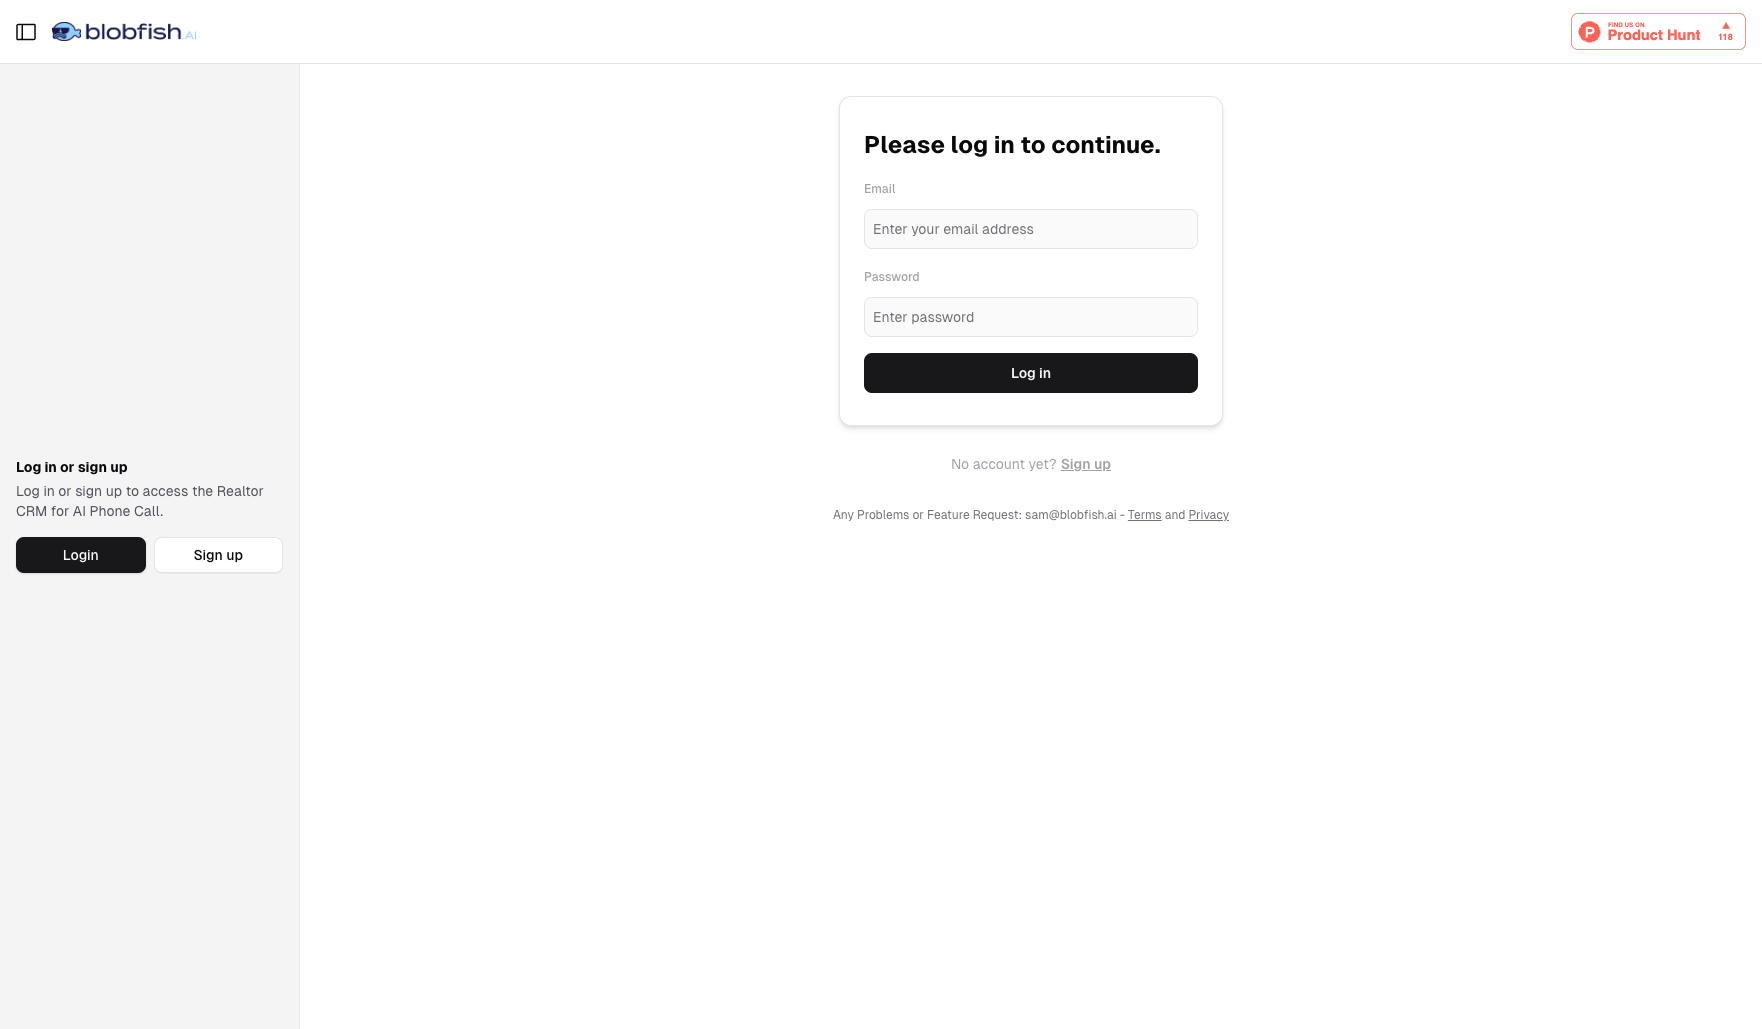 blobfish.AI
FIND US ON
Product Hunt
118
Log in or sign up
Log in or sign up to access the Realtor
CRM for AI Phone Call.
Login
Sign up
Please log in to continue.
Email
Enter your email address
Password
Enter password
Log in
No account yet? Sign up
Any Problems or Feature Request: sam@blobfish.ai - Terms and Privacy